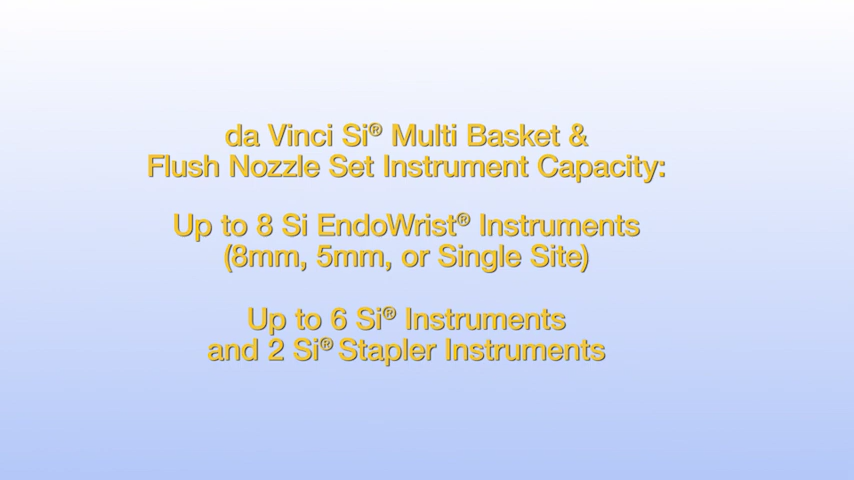 da Vinci Si® Multi Basket &
Flush Nozzle Set Instrument Capacity:
Up to 8 Si EndoWrist® Instruments
(8mm, 5mm, or Single Site)
Up to 6 Si® Instruments
and 2 Si® Stapler Instruments